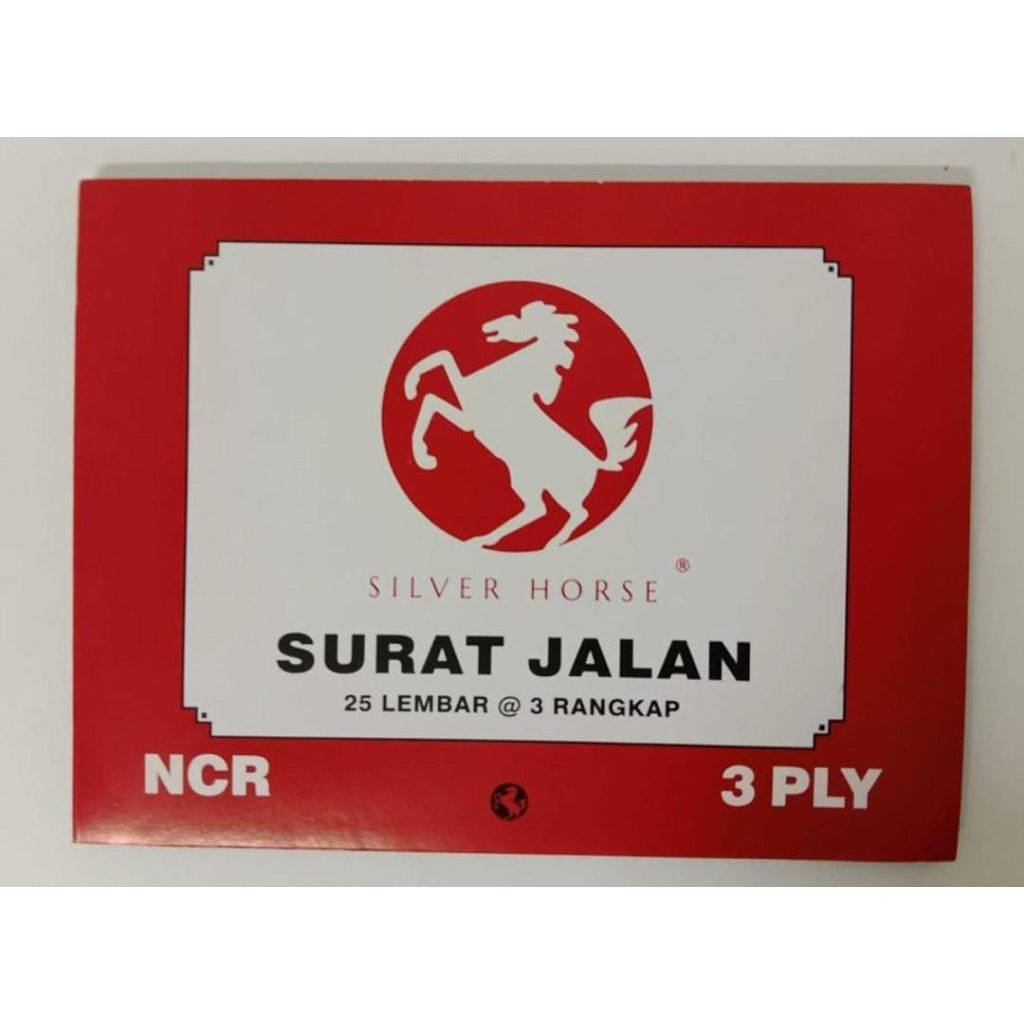 SILVER HORSE ®
SURAT JALAN
25 LEMBAR @ 3 RANGKAP
NCR
3 PLY